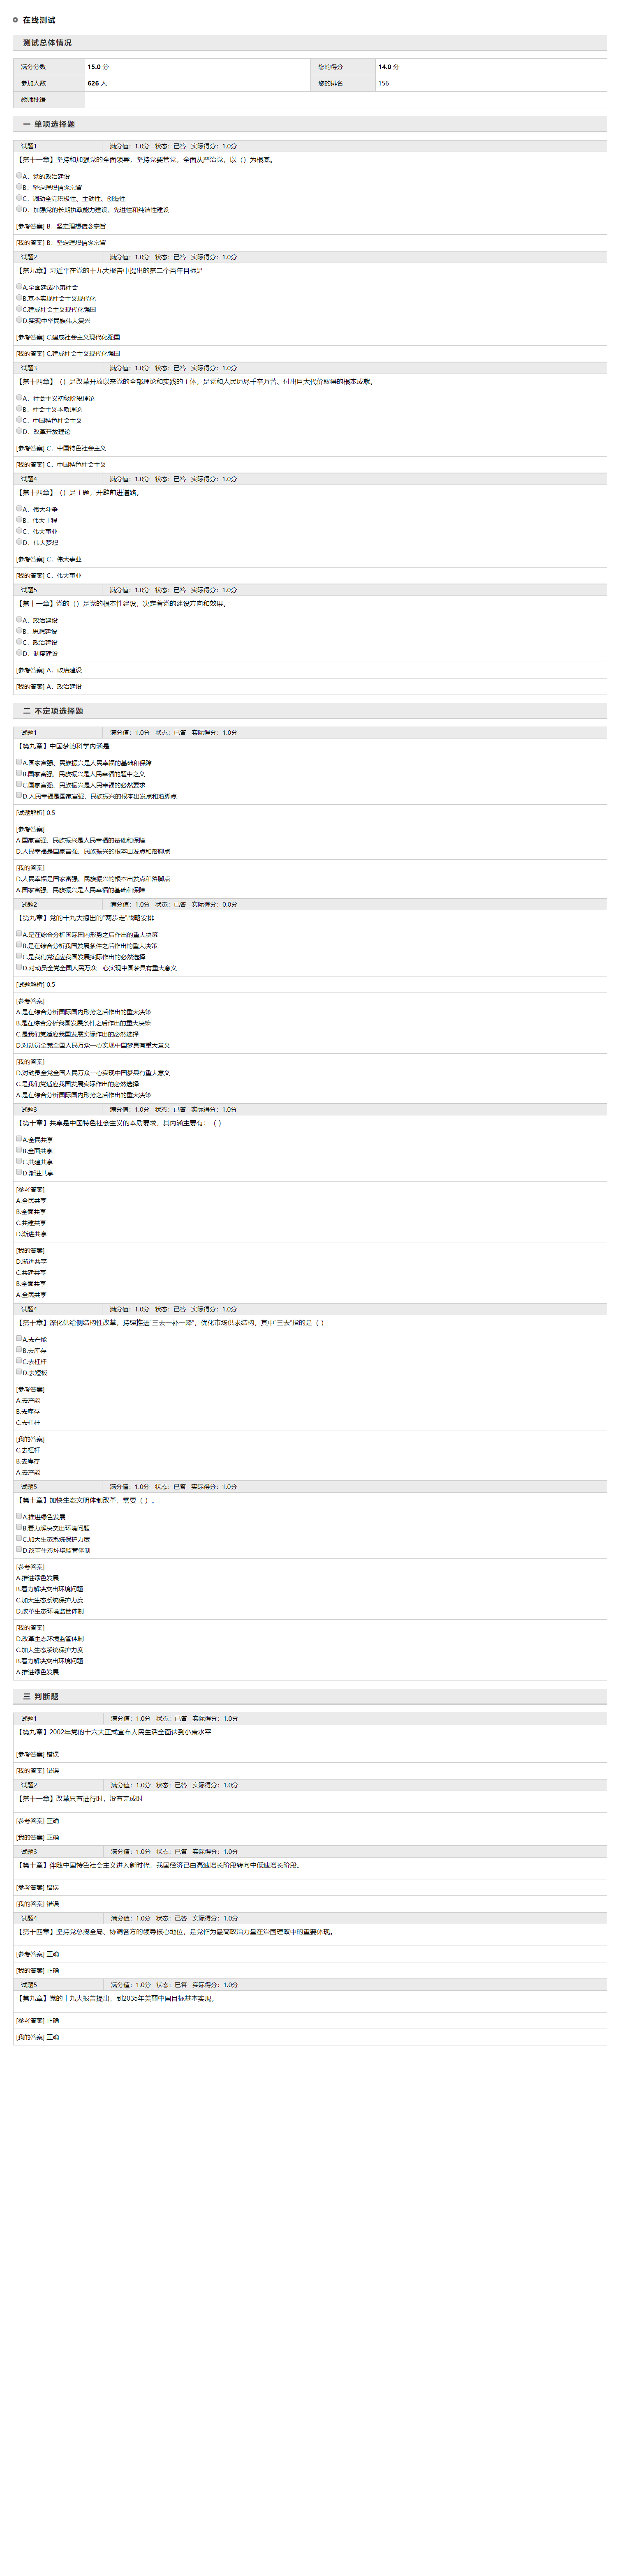 在线测试
测试总体情况
满分分数 15.0 分 您的得分 14.0 分
参加人数 626 人 您的排名 156
教师批语
一 单项选择题
试题1 满分值：1.0分 状态：已答 实际得分：1.0分
【第十一章】坚持和加强党的全面领导，坚持党要管党，全面从严治党，以（）为根基。
A．党的政治建设
B．坚定理想信念宗旨
C．调动全党积极性、主动性、创造性
D．加强党的长期执政能力建设、先进性和纯洁性建设
[参考答案] B．坚定理想信念宗旨
[我的答案] B．坚定理想信念宗旨
试题2 满分值：1.0分 状态：已答 实际得分：1.0分
【第九章】习近平在党的十九大报告中提出的第二个百年目标是
A.全面建成小康社会
B.基本实现社会主义现代化
C.建成社会主义现代化强国
D.实现中华民族伟大复兴
[参考答案] C.建成社会主义现代化强国
[我的答案] C.建成社会主义现代化强国
试题3 满分值：1.0分 状态：已答 实际得分：1.0分
【第十四章】（）是改革开放以来党的全部理论和实践的主体，是党和人民历尽千辛万苦、付出巨大代价取得的根本成就。
A．社会主义初级阶段理论
B．社会主义本质理论
C．中国特色社会主义
D．改革开放理论
[参考答案] C．中国特色社会主义
[我的答案] C．中国特色社会主义
试题4 满分值：1.0分 状态：已答 实际得分：1.0分
【第十四章】（）是主题，开辟前进道路。
A．伟大斗争
B．伟大工程
C．伟大事业
D．伟大梦想
[参考答案] C．伟大事业
[我的答案] C．伟大事业
试题5 满分值：1.0分 状态：已答 实际得分：1.0分
【第十一章】党的（）是党的根本性建设，决定着党的建设方向和效果。
A．政治建设
B．思想建设
C．政治建设
D．制度建设
[参考答案] A．政治建设
[我的答案] A．政治建设
二 不定项选择题
试题1 满分值：1.0分 状态：已答 实际得分：1.0分
【第九章】中国梦的科学内涵是
A.国家富强、民族振兴是人民幸福的基础和保障
B.国家富强、民族振兴是人民幸福的题中之义
C.国家富强、民族振兴是人民幸福的必然要求
D.人民幸福是国家富强、民族振兴的根本出发点和落脚点
[试题解析] 0.5
[参考答案]
A.国家富强、民族振兴是人民幸福的基础和保障
D.人民幸福是国家富强、民族振兴的根本出发点和落脚点
[我的答案]
D.人民幸福是国家富强、民族振兴的根本出发点和落脚点
A.国家富强、民族振兴是人民幸福的基础和保障
试题2 满分值：1.0分 状态：已答 实际得分：0.0分
【第九章】党的十九大提出的"两步走"战略安排
A.是在综合分析国际国内形势之后作出的重大决策
B.是在综合分析我国发展条件之后作出的重大决策
C.是我们党适应我国发展实际作出的必然选择
D.对动员全党全国人民万众一心实现中国梦具有重大意义
[试题解析] 0.5
[参考答案]
A.是在综合分析国际国内形势之后作出的重大决策
B.是在综合分析我国发展条件之后作出的重大决策
C.是我们党适应我国发展实际作出的必然选择
D.对动员全党全国人民万众一心实现中国梦具有重大意义
[我的答案]
D.对动员全党全国人民万众一心实现中国梦具有重大意义
C.是我们党适应我国发展实际作出的必然选择
A.是在综合分析国际国内形势之后作出的重大决策
试题3 满分值：1.0分 状态：已答 实际得分：1.0分
【第十章】共享是中国特色社会主义的本质要求，其内涵主要有：（ ）
A.全民共享
B.全面共享
C.共建共享
D.渐进共享
[参考答案]
A.全民共享
B.全面共享
C.共建共享
D.渐进共享
[我的答案]
D.渐进共享
C.共建共享
B.全面共享
A.全民共享
试题4 满分值：1.0分 状态：已答 实际得分：1.0分
【第十章】深化供给侧结构性改革，持续推进"三去一补一降"，优化市场供求结构，其中"三去"指的是（ ）
A.去产能
B.去库存
C.去杠杆
D.去短板
[参考答案]
A.去产能
B.去库存
C.去杠杆
[我的答案]
C.去杠杆
B.去库存
A.去产能
试题5 满分值：1.0分 状态：已答 实际得分：1.0分
【第十章】加快生态文明体制改革，需要（ ）。
A.推进绿色发展
B.着力解决突出环境问题
C.加大生态系统保护力度
D.改革生态环境监管体制
[参考答案]
A.推进绿色发展
B.着力解决突出环境问题
C.加大生态系统保护力度
D.改革生态环境监管体制
[我的答案]
D.改革生态环境监管体制
C.加大生态系统保护力度
B.着力解决突出环境问题
A.推进绿色发展
三 判断题
试题1 满分值：1.0分 状态：已答 实际得分：1.0分
【第九章】2002年党的十六大正式宣布人民生活全面达到小康水平
[参考答案] 错误
[我的答案] 错误
试题2 满分值：1.0分 状态：已答 实际得分：1.0分
【第十一章】改革只有进行时，没有完成时
[参考答案] 正确
[我的答案] 正确
试题3 满分值：1.0分 状态：已答 实际得分：1.0分
【第十章】伴随中国特色社会主义进入新时代，我国经济已由高速增长阶段转向中低速增长阶段。
[参考答案] 错误
[我的答案] 错误
试题4 满分值：1.0分 状态：已答 实际得分：1.0分
【第十四章】坚持党总揽全局、协调各方的领导核心地位，是党作为最高政治力量在治国理政中的重要体现。
[参考答案] 正确
[我的答案] 正确
试题5 满分值：1.0分 状态：已答 实际得分：1.0分
【第九章】党的十九大报告提出，到2035年美丽中国目标基本实现。
[参考答案] 正确
[我的答案] 正确